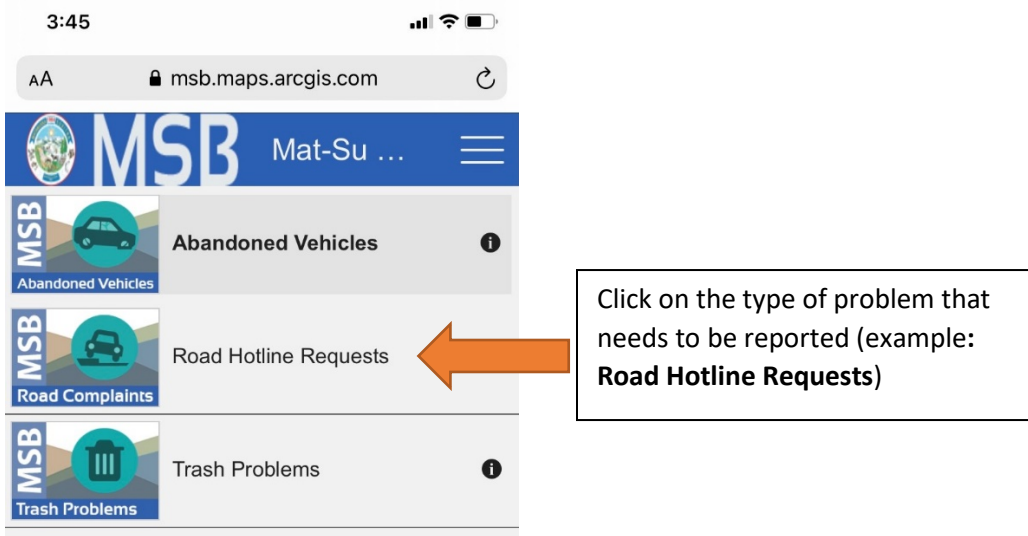 3:45
AA msb.maps.arcgis.com
MSB Mat-Su ...
MSB
Abandoned Vehicles
Abandoned Vehicles
MSB
Road Complaints
Road Hotline Requests
MSB
Trash Problems
Trash Problems
Click on the type of problem that
needs to be reported (example:
Road Hotline Requests)